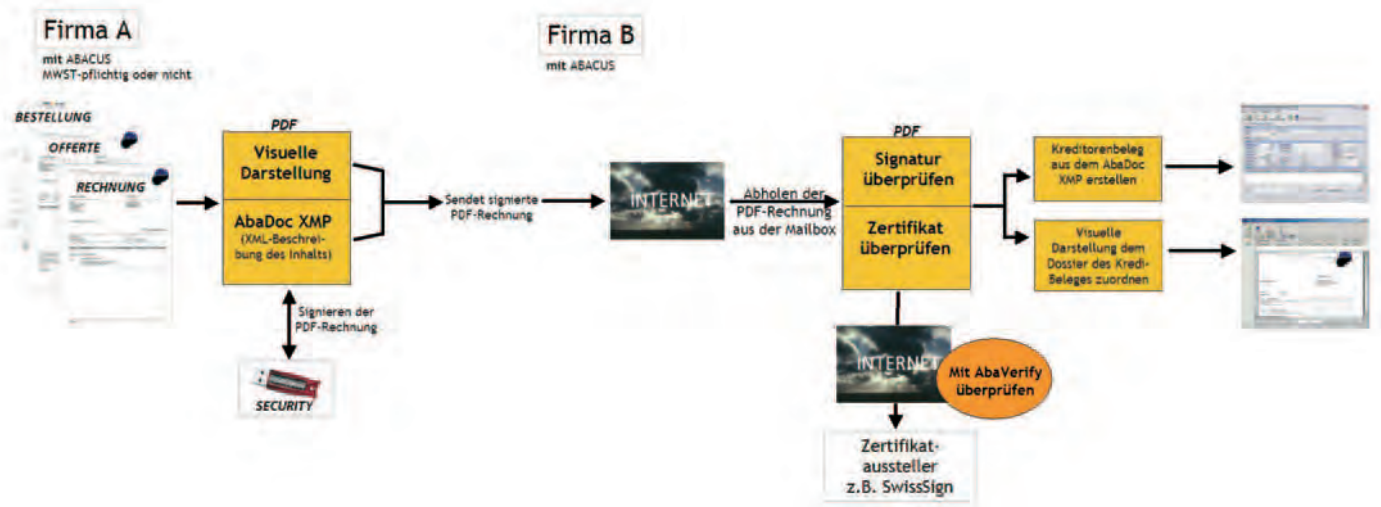 Firma A
mit ABACUS
MWST-pflichtig oder nicht
BESTELLUNG
OFFERTE
RECHNUNG
PDF
Visuelle
Darstellung
AbaDoc XMP
(XML-Beschrei-
bung des Inhalts)
Signieren der
PDF-Rechnung
SECURITY
Sendet signierte
PDF-Rechnung
Firma B
mit ABACUS
INTERNET
Abholen der
PDF-Rechnung
aus der Mailbox
PDF
Signatur
überprüfen
Zertifikat
überprüfen
INTERNET
Mit AbaVerify
überprüfen
Zertifikat-
aussteller
z.B. SwissSign
Kreditorenbeleg
aus dem AbaDoc
XMP erstellen
Visuelle
Darstellung dem
Dossier des Kredi-
Beleges zuordnen